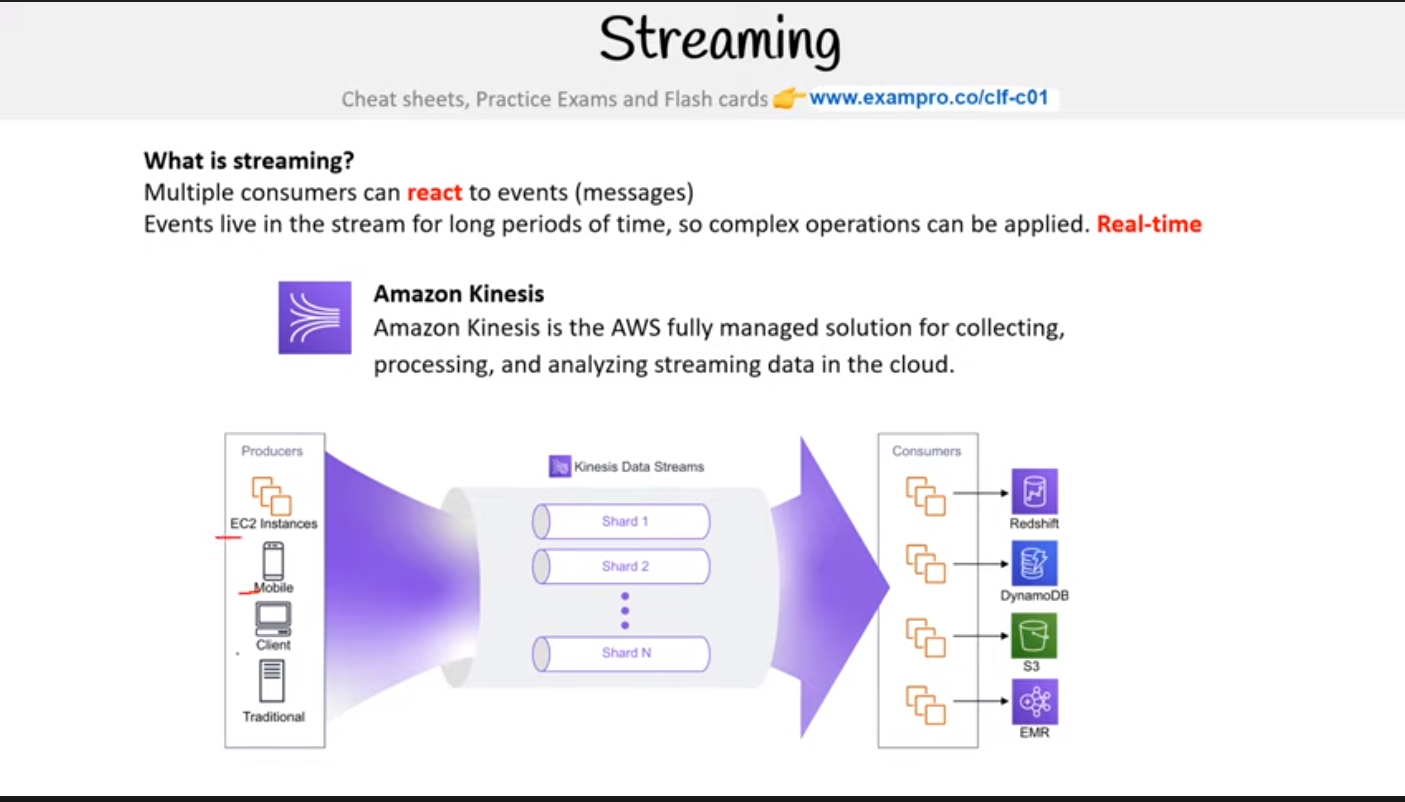 Streaming
Cheat sheets, Practice Exams and Flash cards 👉 www.exampro.co/clf-c01
What is streaming?
Multiple consumers can react to events (messages)
Events live in the stream for long periods of time, so complex operations can be applied. Real-time
Amazon Kinesis
Amazon Kinesis is the AWS fully managed solution for collecting,
processing, and analyzing streaming data in the cloud.
Producers
EC2 Instances
Mobile
Client
Traditional
Kinesis Data Streams
Shard 1
Shard 2
Shard N
Consumers
Redshift
DynamoDB
S3
EMR